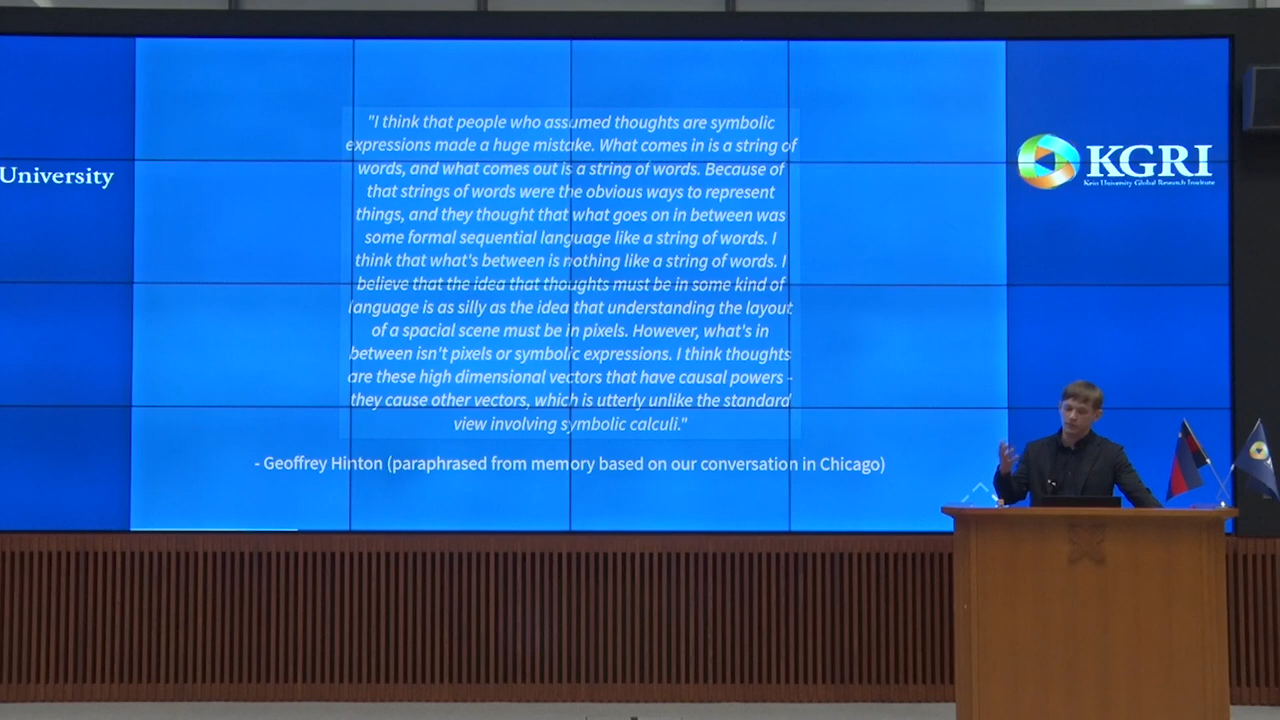 "I think that people who assumed thoughts are symbolic
expressions made a huge mistake. What comes in is a string of
words, and what comes out is a string of words. Because of
that strings of words were the obvious ways to represent
things, and they thought that what goes on in between was
some formal sequential language like a string of words. I
think that what's between is nothing like a string of words. I
believe that the idea that thoughts must be in some kind of
language is as silly as the idea that understanding the layout
of a spacial scene must be in pixels. However, what's in
between isn't pixels or symbolic expressions. I think thoughts
are these high dimensional vectors that have causal powers -
they cause other vectors, which is utterly unlike the standard
view involving symbolic calculi."
- Geoffrey Hinton (paraphrased from memory based on our conversation in Chicago)
University
KGRI
Keio University Global Research Institute